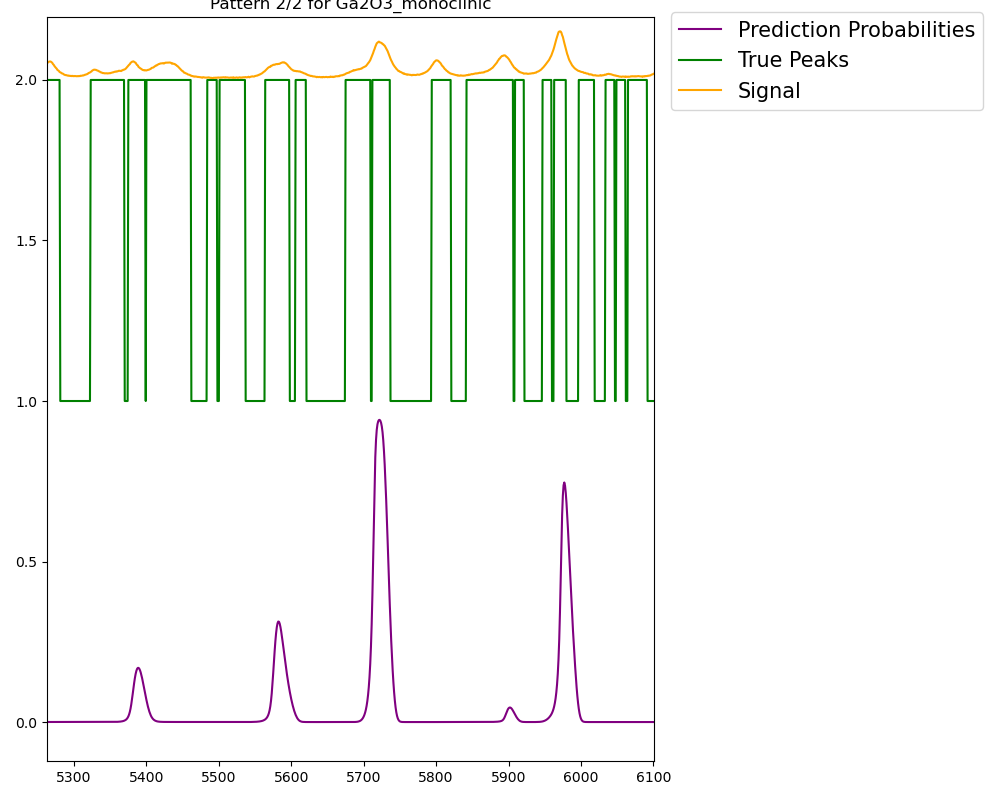 Pattern 2/2 for Ga2O3_monoclinic
Prediction Probabilities
True Peaks
Signal
2.0
1.5
1.0
0.5
0.0
5300 5400 5500 5600 5700 5800 5900 6000 6100